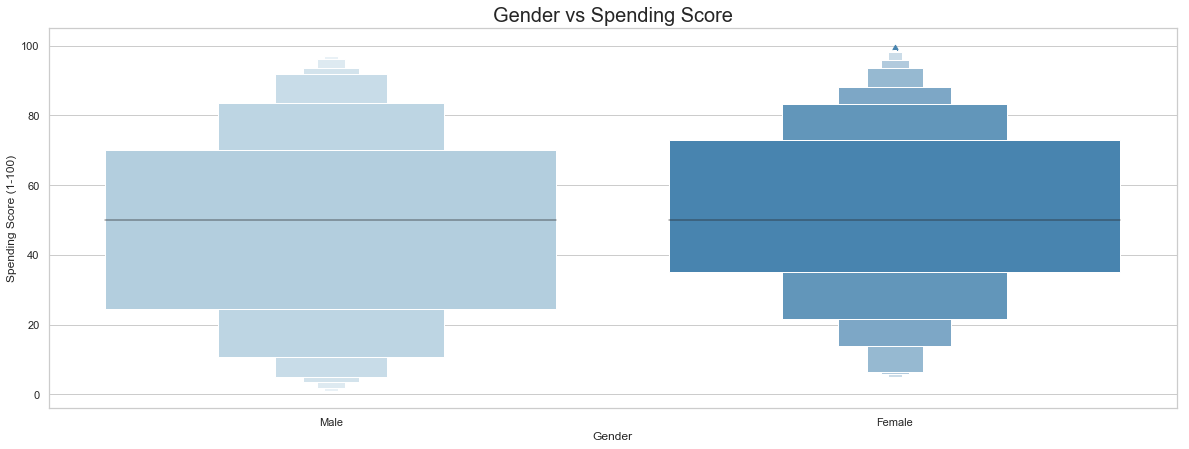 Gender vs Spending Score
100
80
60
40
20
0
Spending Score (1-100)
Male
Female
Gender